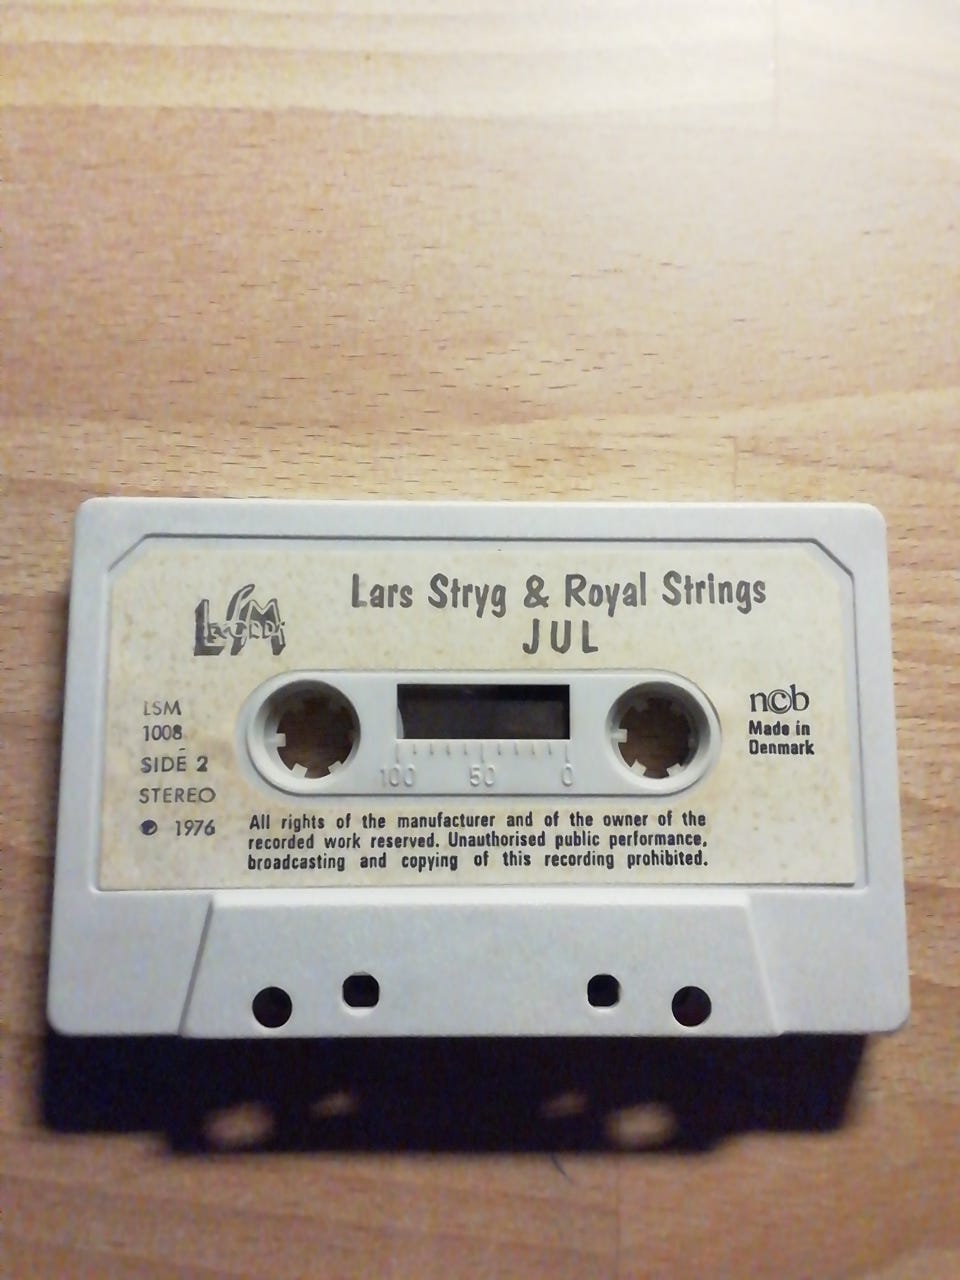 LSM
RECORDS
Lars Stryg & Royal Strings
JUL
LSM
1008
SIDE 2
STEREO
℗ 1976
100 50 0
ncb
Made in
Denmark
All rights of the manufacturer and of the owner of the
recorded work reserved. Unauthorised public performance,
broadcasting and copying of this recording prohibited.